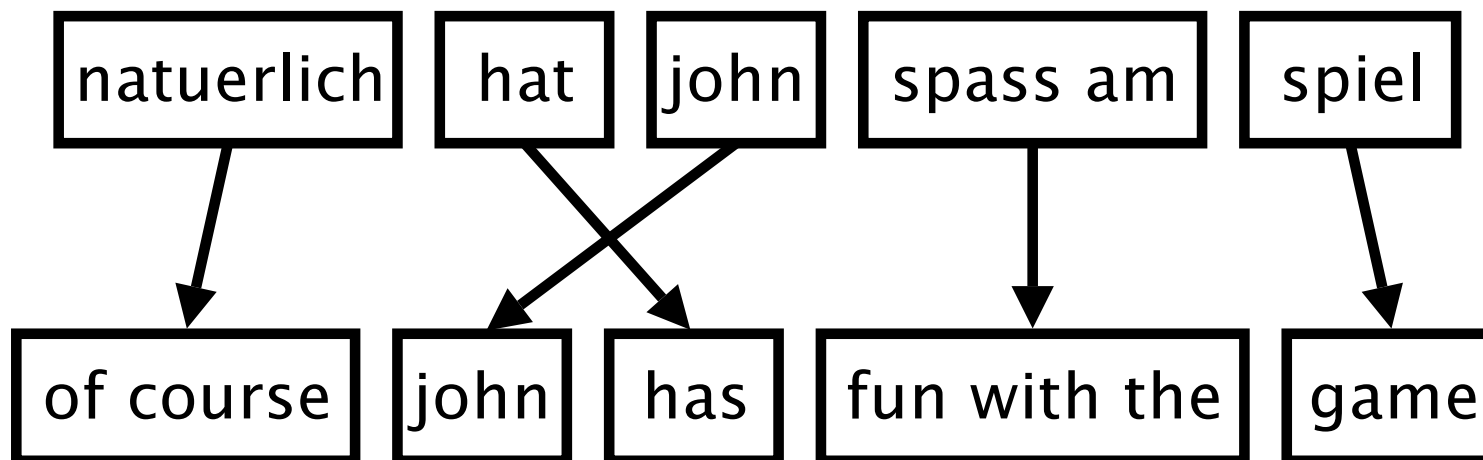 natuerlich hat john spass am spiel
of course john has fun with the game